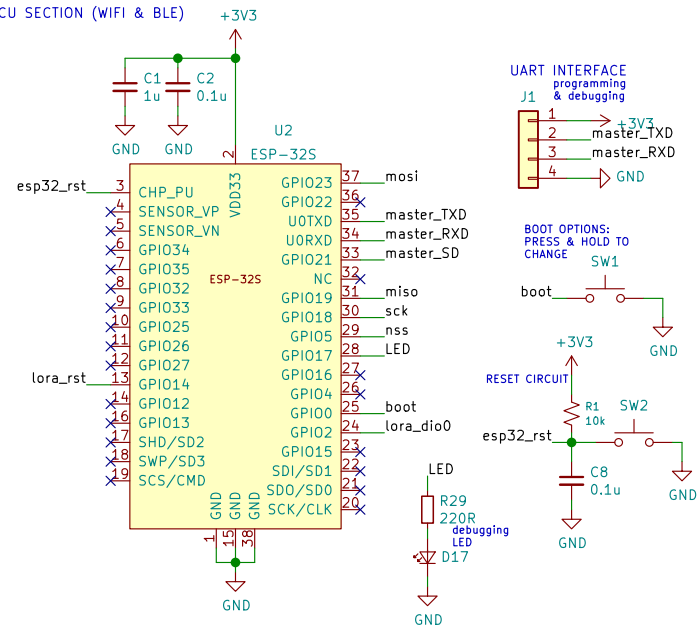 CU SECTION (WIFI & BLE)
+3V3
C1
1u
C2
0.1u
GND
GND
U2
ESP-32S
2
VDD33
ESP-32S
esp32_rst
3
CHP_PU
4
SENSOR_VP
5
SENSOR_VN
6
GPIO34
7
GPIO35
8
GPIO32
9
GPIO33
10
GPIO25
11
GPIO26
12
GPIO27
lora_rst
13
GPIO14
14
GPIO12
16
GPIO13
17
SHD/SD2
18
SWP/SD3
19
SCS/CMD
GPIO23
37
mosi
GPIO22
36
U0TXD
35
master_TXD
U0RXD
34
master_RXD
GPIO21
33
master_SD
NC
32
GPIO19
31
miso
GPIO18
30
sck
GPIO5
29
nss
GPIO17
28
LED
GPIO16
27
GPIO4
26
GPIO0
25
boot
GPIO2
24
lora_dio0
GPIO15
23
SDI/SD1
22
SDO/SD0
21
SCK/CLK
20
GND
GND
GND
1
15
38
GND
LED
R29
220R
debugging
LED
D17
GND
UART INTERFACE
programming
& debugging
J1
1
+3V3
2
master_TXD
3
master_RXD
4
GND
BOOT OPTIONS:
PRESS & HOLD TO
CHANGE
SW1
boot
GND
+3V3
RESET CIRCUIT
R1
10k
SW2
esp32_rst
C8
0.1u
GND
GND